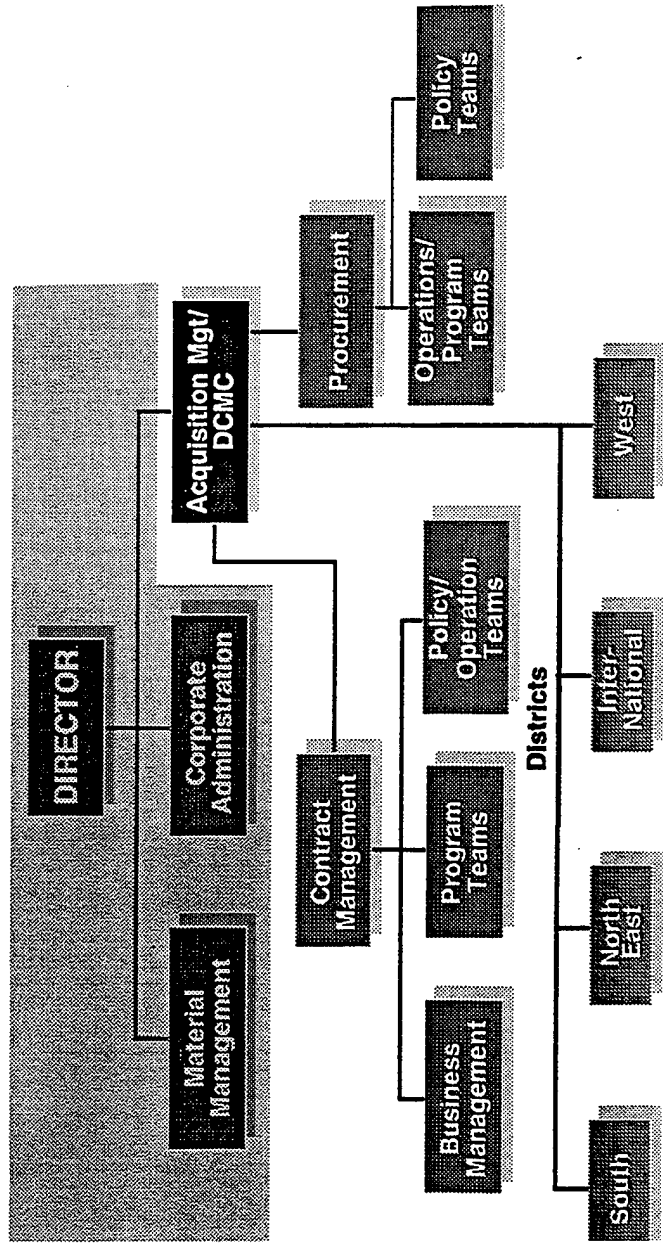 DIRECTOR
Material
Management
Corporate
Administration
Acquisition Mgt/
DCMC
Contract
Management
Procurement
Business
Management
Program
Teams
Policy/
Operation
Teams
Operations/
Program
Teams
Policy
Teams
Districts
South
North
East
Inter-
National
West